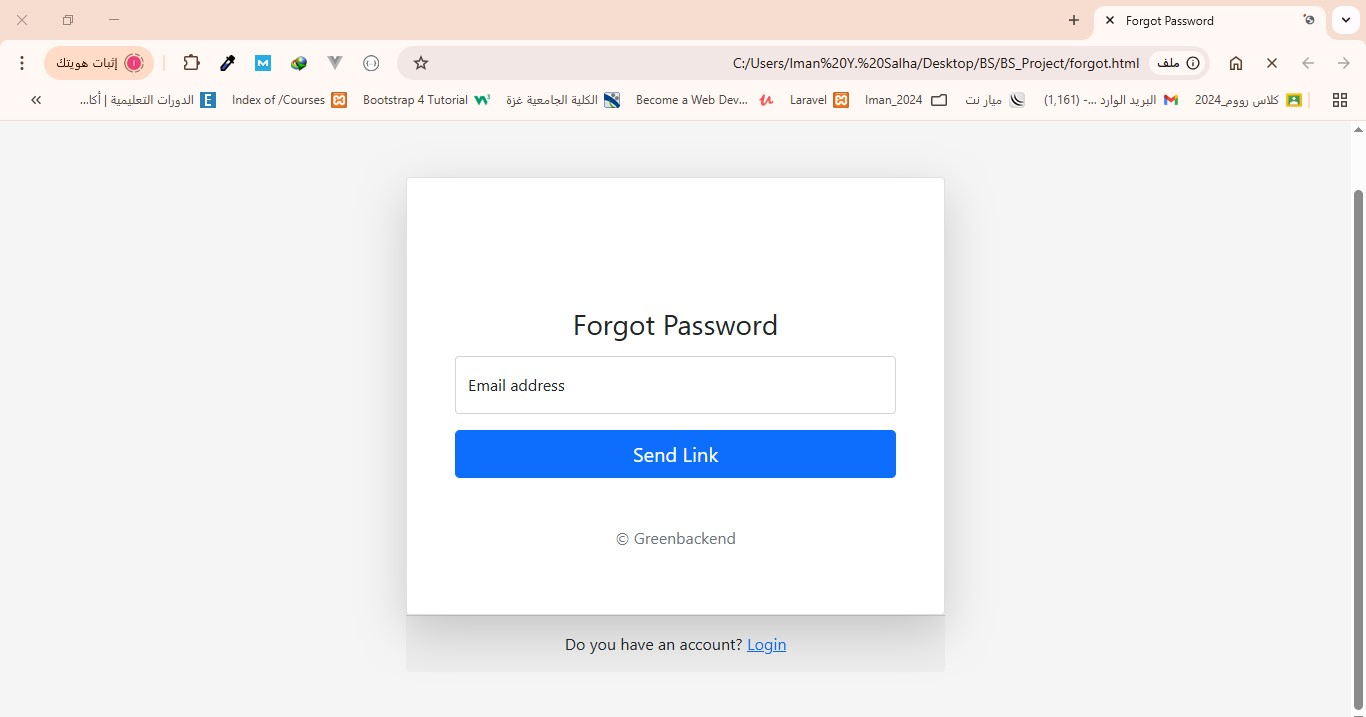 Forgot Password
إثبات هويتك
C:/Users/Iman%20Y.%20Salha/Desktop/BS/BS_Project/forgot.html
ملف
كلاس رووم_2024
البريد الوارد ...- (1,161)
ميار نت
Iman_2024
Laravel
Become a Web Dev...
الكلية الجامعية غزة
Bootstrap 4 Tutorial
Index of /Courses
الدورات التعليمية | أكا...
Forgot Password
Email address
Send Link
© Greenbackend
Do you have an account? Login